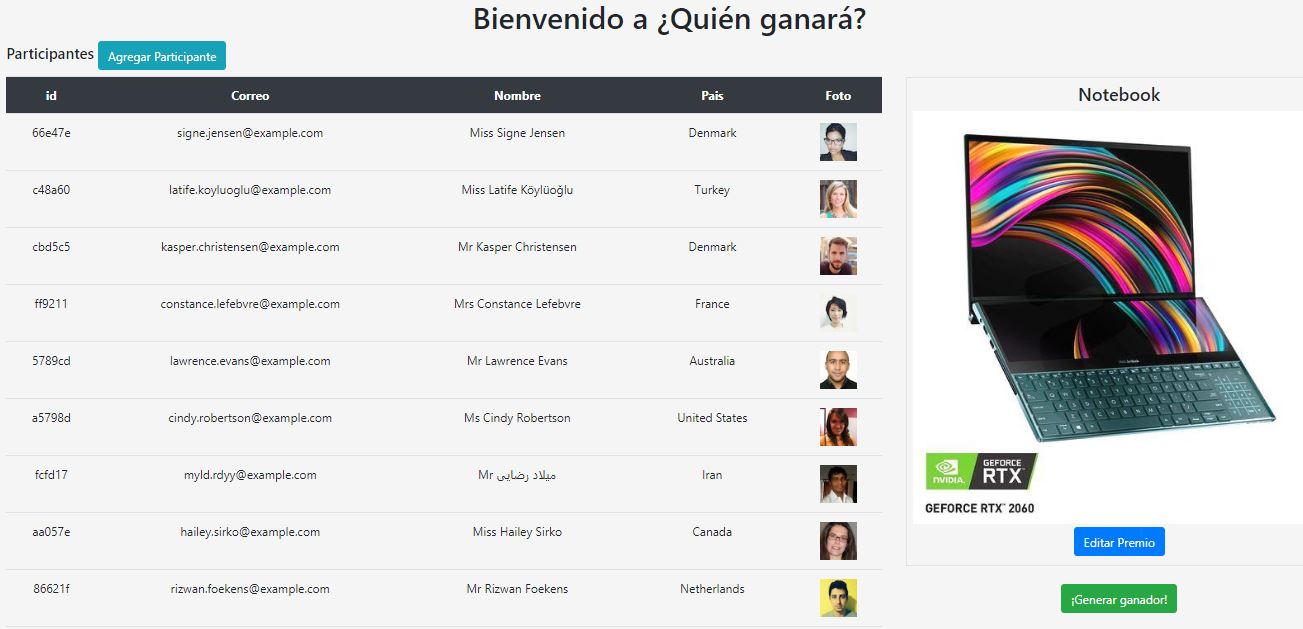 Bienvenido a ¿Quién ganará?
Participantes Agregar Participante
id Correo Nombre Pais Foto
66e47e signe.jensen@example.com Miss Signe Jensen Denmark
c48a60 latife.koyluoglu@example.com Miss Latife Köylüoğlu Turkey
cbd5c5 kasper.christensen@example.com Mr Kasper Christensen Denmark
ff9211 constance.lefebvre@example.com Mrs Constance Lefebvre France
5789cd lawrence.evans@example.com Mr Lawrence Evans Australia
a5798d cindy.robertson@example.com Ms Cindy Robertson United States
fcfd17 myld.rdyy@example.com Mr میلاد رضایی Iran
aa057e hailey.sirko@example.com Miss Hailey Sirko Canada
86621f rizwan.foekens@example.com Mr Rizwan Foekens Netherlands
Notebook
NVIDIA. GEFORCE RTX™
GEFORCE RTX™ 2060
Editar Premio
¡Generar ganador!